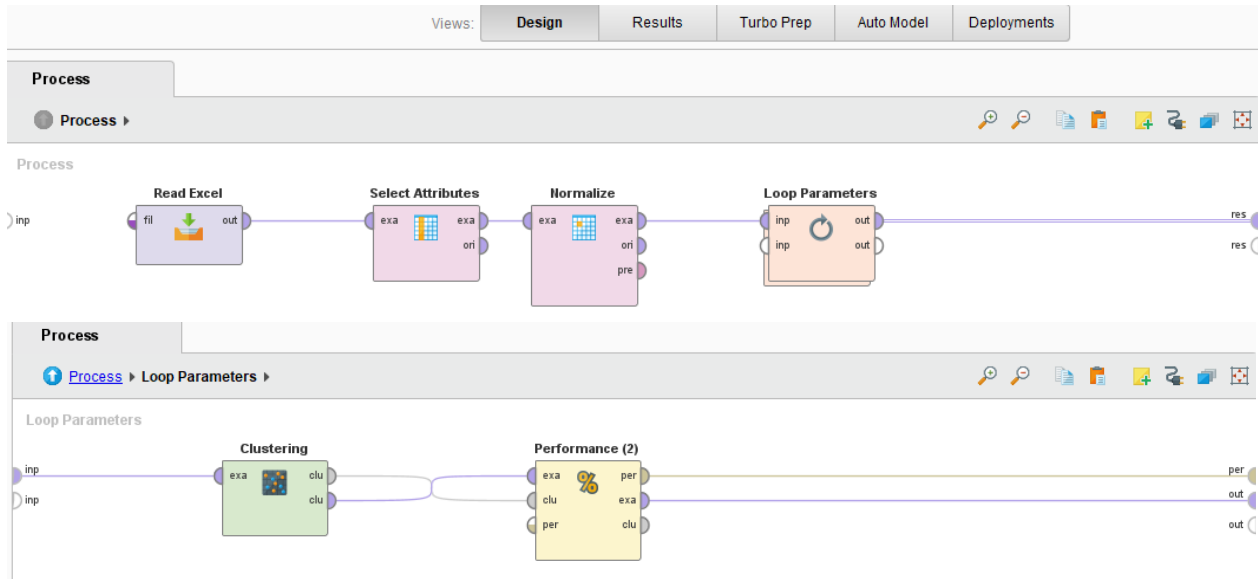 Views: Design Results Turbo Prep Auto Model Deployments
Process
Process
Process
Read Excel Select Attributes Normalize Loop Parameters
inp fil out exa exa exa exa inp out res
ori ori inp out res
pre
Process
Process Loop Parameters
Loop Parameters
Clustering Performance (2)
inp exa clu exa per per
inp clu clu exa out
per clu out